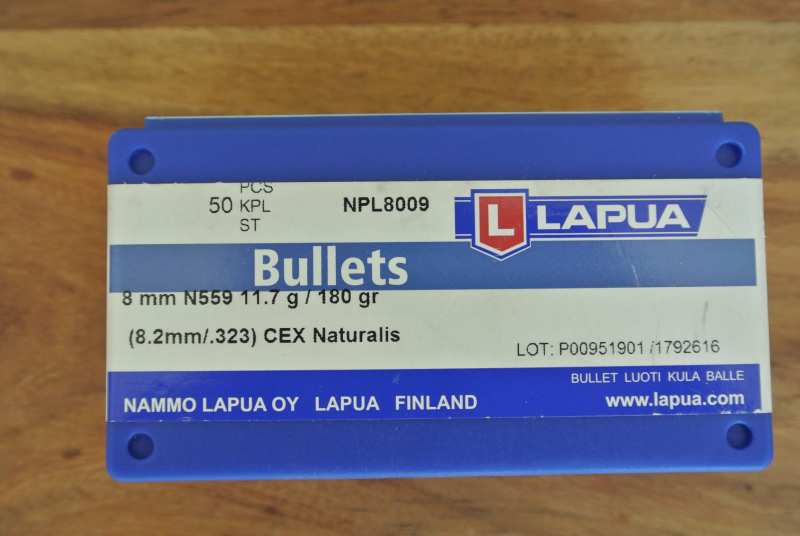 PCS
50 KPL
ST
NPL8009
L LAPUA
Bullets
8 mm N559 11.7 g / 180 gr
(8.2mm/.323) CEX Naturalis
LOT: P00951901 /1792616
BULLET LUOTI KULA BALLE
NAMMO LAPUA OY LAPUA FINLAND
www.lapua.com